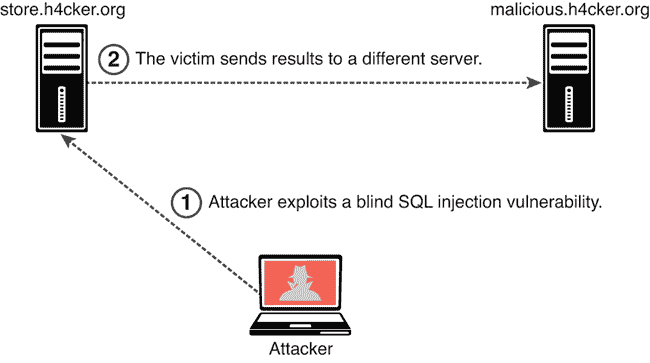 store.h4cker.org
malicious.h4cker.org
2 The victim sends results to a different server.
1 Attacker exploits a blind SQL injection vulnerability.
Attacker